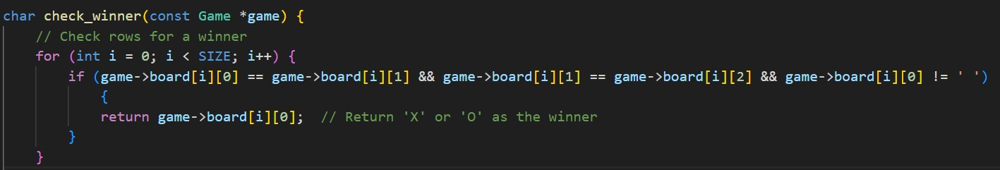 char check_winner(const Game *game) {
    // Check rows for a winner
    for (int i = 0; i < SIZE; i++) {
        if (game->board[i][0] == game->board[i][1] && game->board[i][1] == game->board[i][2] && game->board[i][0] != ' ')
            {
            return game->board[i][0];  // Return 'X' or 'O' as the winner
        }
    }